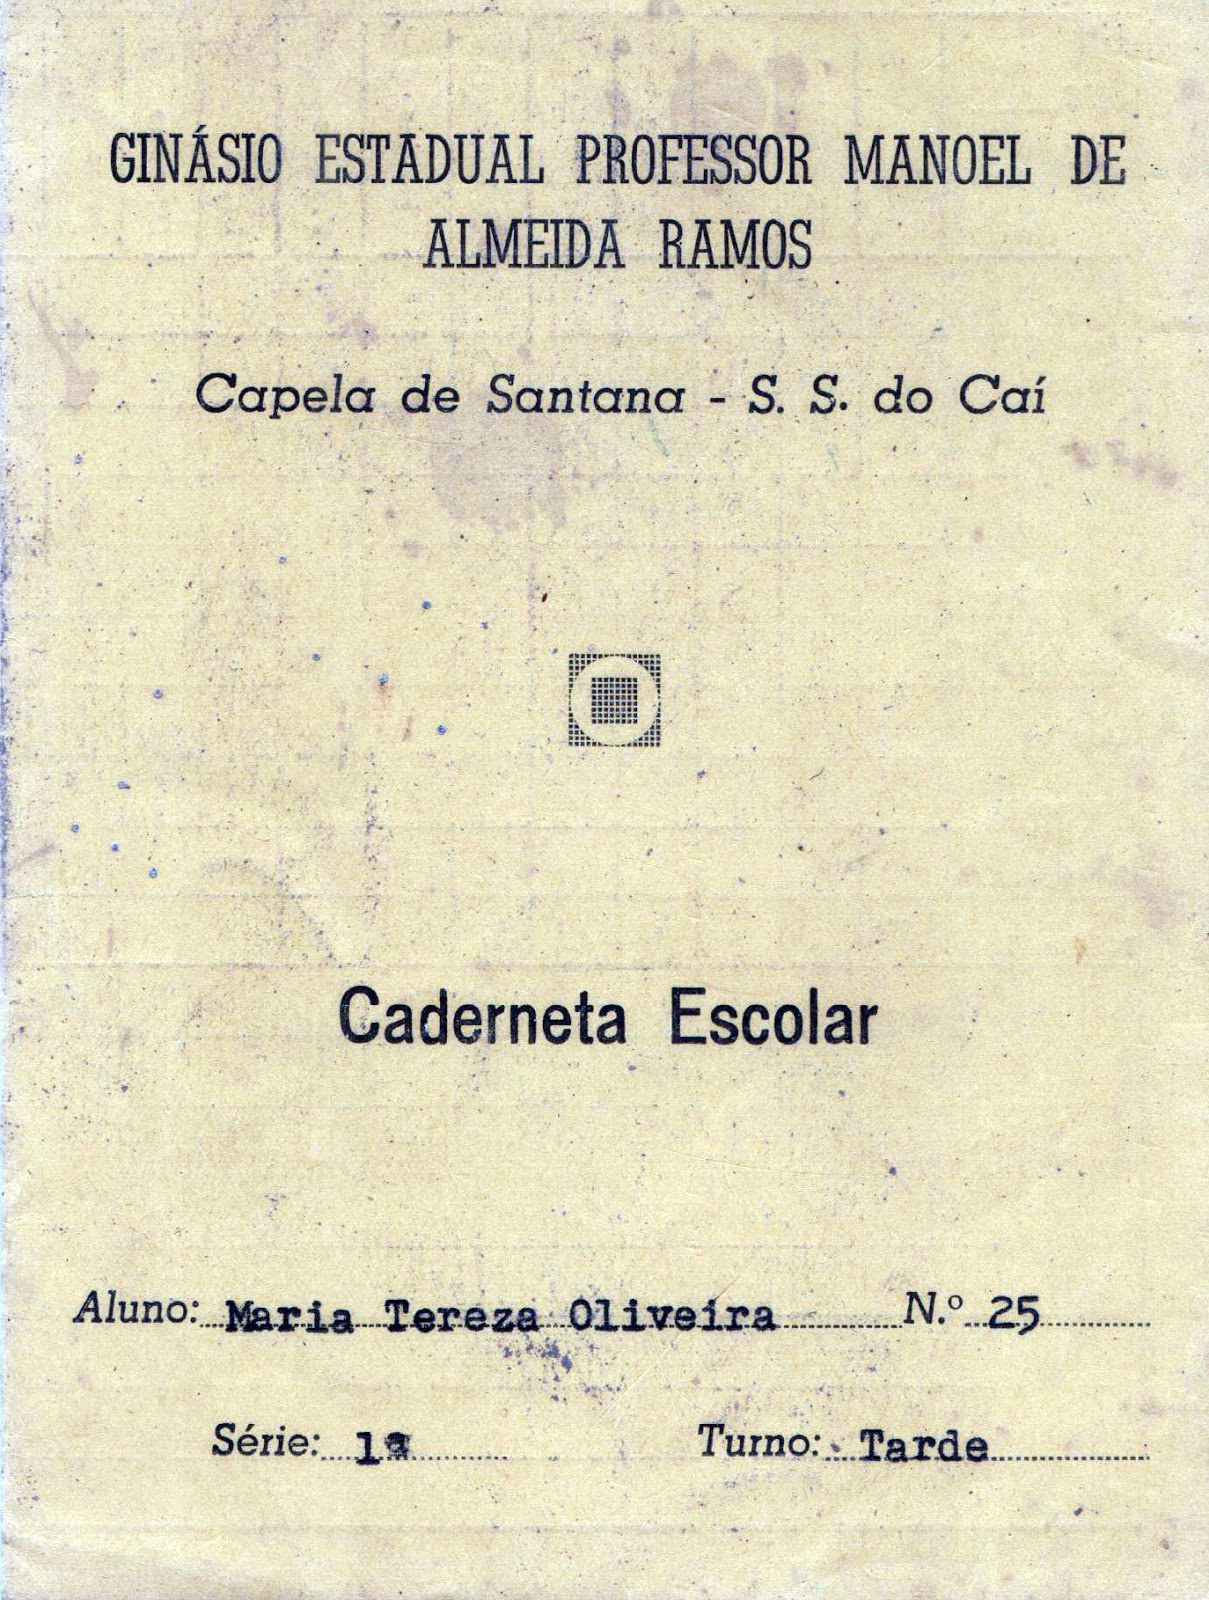 GINÁSIO ESTADUAL PROFESSOR MANOEL DE
ALMEIDA RAMOS
Capela de Santana - S. S. do Caí
Caderneta Escolar
Aluno: Maria Tereza Oliveira N.º 25
Série: 1ª Turno: Tarde